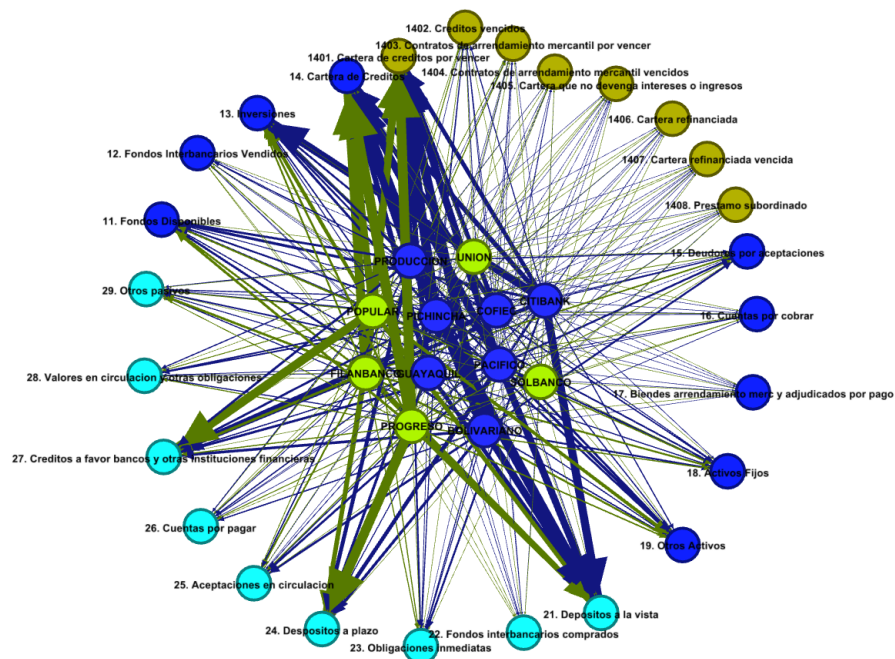 1402. Creditos vencidos
1403. Contratos de arrendamiento mercantil por vencer
1401. Cartera de creditos por vencer
1404. Contratos de arrendamiento mercantil vencidos
14. Cartera de Creditos
1405. Cartera que no devenga intereses o ingresos
13. Inversiones
1406. Cartera refinanciada
12. Fondos Interbancarios Vendidos
1407. Cartera refinanciada vencida
1408. Prestamo subordinado
11. Fondos Disponibles
15. Deudores por aceptaciones
PRODUCCION
UNION
29. Otros pasivos
CITIBANK
POPULAR
PICHINCHA
COFIEC
16. Cuentas por cobrar
28. Valores en circulacion y otras obligaciones
FILANBANCO
GUAYAQUIL
PACIFICO
SOLBANCO
17. Biendes arrendamiento merc y adjudicados por pago
PROGRESO
BOLIVARIANO
27. Creditos a favor bancos y otras instituciones financieras
18. Activos Fijos
26. Cuentas por pagar
19. Otros Activos
25. Aceptaciones en circulacion
21. Depositos a la vista
24. Despositos a plazo
22. Fondos interbancarios comprados
23. Obligaciones Inmediatas